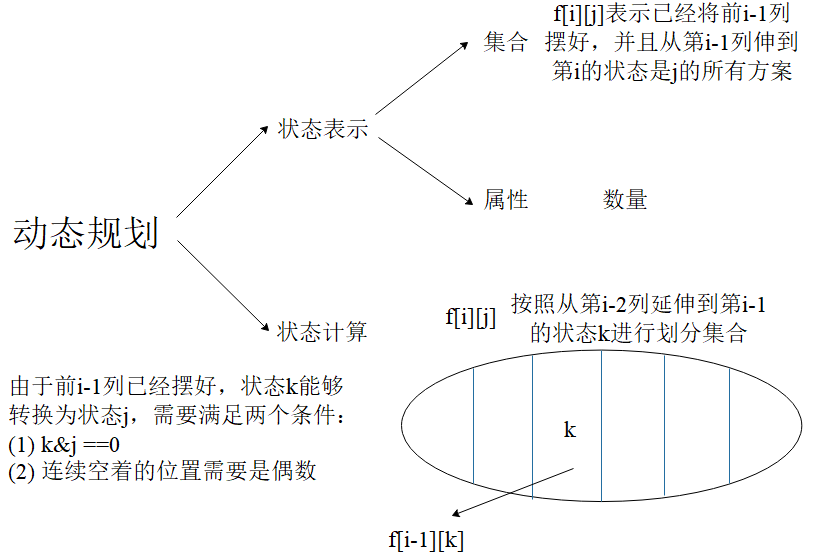 f[i][j]表示已经将前i-1列
集合 摆好，并且从第i-1列伸到
第i的状态是j的所有方案
状态表示
属性 数量
动态规划
状态计算
f[i][j] 按照从第i-2列延伸到第i-1
的状态k进行划分集合
由于前i-1列已经摆好，状态k能够
转换为状态j，需要满足两个条件：
(1) k&j ==0
(2) 连续空着的位置需要是偶数
k
f[i-1][k]